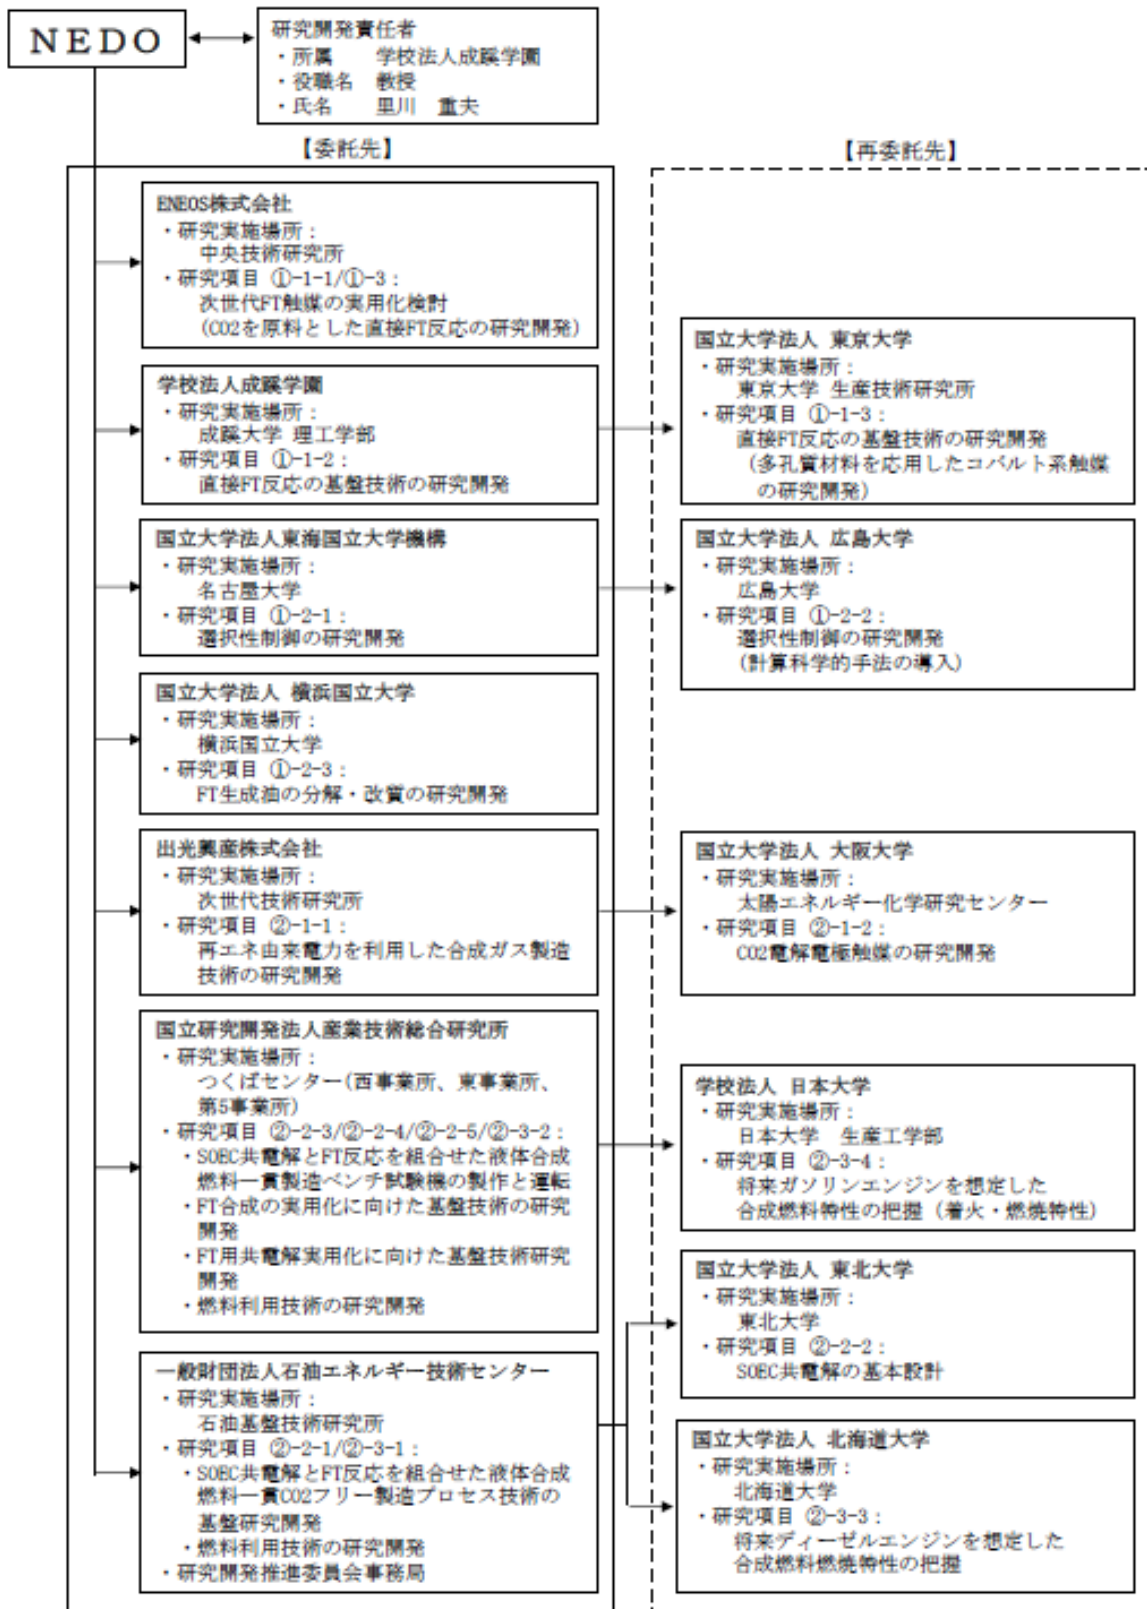 NEDO
研究開発責任者
・所属　学校法人成蹊学園
・役職名　教授
・氏名　里川　重夫
【委託先】
ENEOS株式会社
・研究実施場所：
中央技術研究所
・研究項目 ①-1-1/①-3：
次世代FT触媒の実用化検討
(CO2を原料とした直接FT反応の研究開発)
学校法人成蹊学園
・研究実施場所：
成蹊大学 理工学部
・研究項目 ①-1-2：
直接FT反応の基盤技術の研究開発
国立大学法人東海国立大学機構
・研究実施場所：
名古屋大学
・研究項目 ①-2-1：
選択性制御の研究開発
国立大学法人 横浜国立大学
・研究実施場所：
横浜国立大学
・研究項目 ①-2-3：
FT生成油の分解・改質の研究開発
出光興産株式会社
・研究実施場所：
次世代技術研究所
・研究項目 ②-1-1：
再エネ由来電力を利用した合成ガス製造
技術の研究開発
国立研究開発法人産業技術総合研究所
・研究実施場所：
つくばセンター(西事業所、東事業所、
第5事業所)
・研究項目 ②-2-3/②-2-4/②-2-5/②-3-2：
・SOEC共電解とFT反応を組合せた液体合成
燃料一貫製造ベンチ試験機の製作と運転
・FT合成の実用化に向けた基盤技術の研究
開発
・FT用共電解実用化に向けた基盤技術研究
開発
・燃料利用技術の研究開発
一般財団法人石油エネルギー技術センター
・研究実施場所：
石油基盤技術研究所
・研究項目 ②-2-1/②-3-1：
・SOEC共電解とFT反応を組合せた液体合成
燃料一貫CO2フリー製造プロセス技術の
基盤研究開発
・燃料利用技術の研究開発
・研究開発推進委員会事務局
【再委託先】
国立大学法人 東京大学
・研究実施場所：
東京大学 生産技術研究所
・研究項目 ①-1-3：
直接FT反応の基盤技術の研究開発
（多孔質材料を応用したコバルト系触媒
の研究開発）
国立大学法人 広島大学
・研究実施場所：
広島大学
・研究項目 ①-2-2：
選択性制御の研究開発
(計算科学的手法の導入)
国立大学法人 大阪大学
・研究実施場所：
太陽エネルギー化学研究センター
・研究項目 ②-1-2：
CO2電解電極触媒の研究開発
学校法人 日本大学
・研究実施場所：
日本大学　生産工学部
・研究項目 ②-3-4：
将来ガソリンエンジンを想定した
合成燃料特性の把握（着火・燃焼特性）
国立大学法人 東北大学
・研究実施場所：
東北大学
・研究項目 ②-2-2：
SOEC共電解の基本設計
国立大学法人 北海道大学
・研究実施場所：
北海道大学
・研究項目 ②-3-3：
将来ディーゼルエンジンを想定した
合成燃料燃焼特性の把握